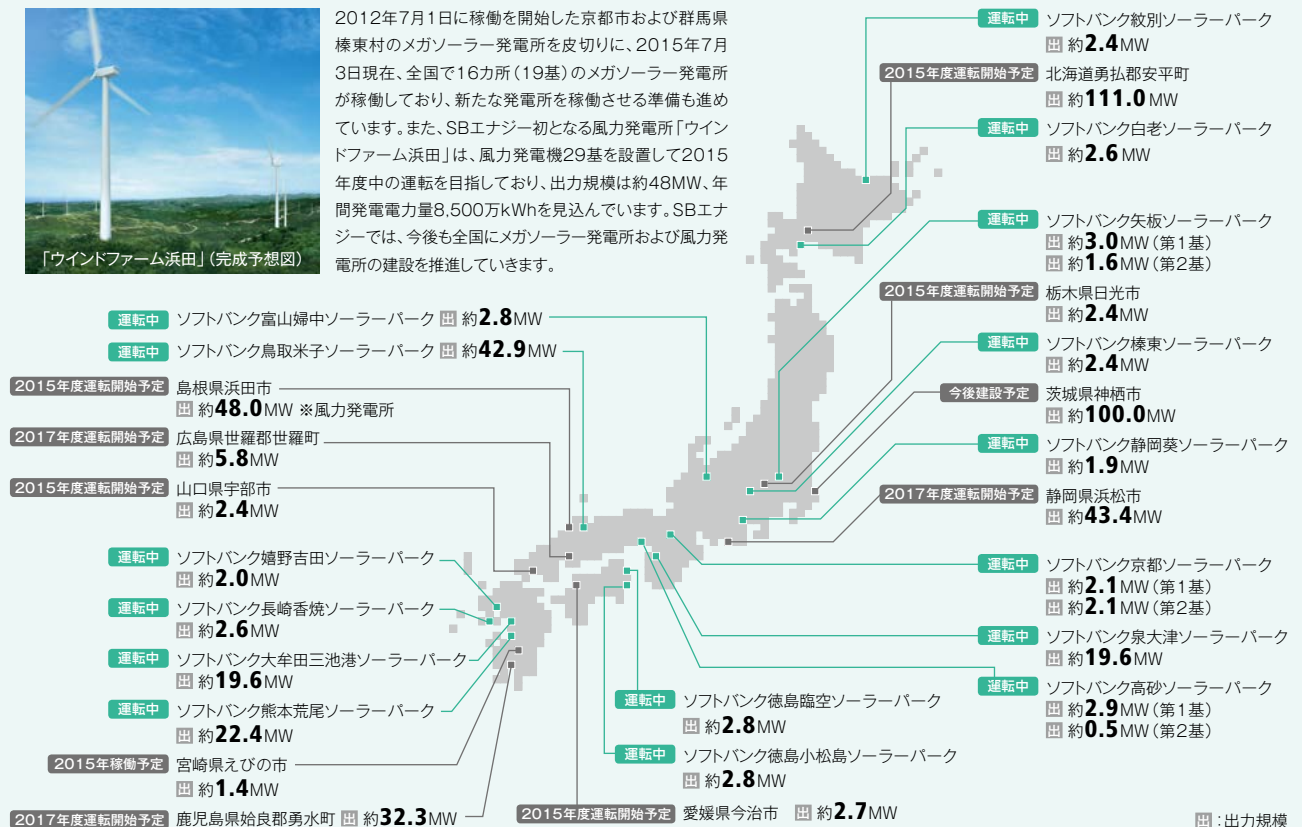 2012年7月1日に稼働を開始した京都市および群馬県
榛東村のメガソーラー発電所を皮切りに、2015年7月
3日現在、全国で16カ所（19基）のメガソーラー発電所
が稼働しており、新たな発電所を稼働させる準備も進め
ています。また、SBエナジー初となる風力発電所「ウイン
ドファーム浜田」は、風力発電機29基を設置して2015
年度中の運転を目指しており、出力規模は約48MW、年
間発電電力量8,500万kWhを見込んでいます。SBエナ
ジーでは、今後も全国にメガソーラー発電所および風力発
電所の建設を推進していきます。
「ウインドファーム浜田」（完成予想図）
運転中 ソフトバンク富山婦中ソーラーパーク 出 約2.8MW
運転中 ソフトバンク鳥取米子ソーラーパーク 出 約42.9MW
2015年度運転開始予定 島根県浜田市
出 約48.0MW ※風力発電所
2017年度運転開始予定 広島県世羅郡世羅町
出 約5.8MW
2015年度運転開始予定 山口県宇部市
出 約2.4MW
運転中 ソフトバンク嬉野吉田ソーラーパーク
出 約2.0MW
運転中 ソフトバンク長崎香焼ソーラーパーク
出 約2.6MW
運転中 ソフトバンク大牟田三池港ソーラーパーク
出 約19.6MW
運転中 ソフトバンク熊本荒尾ソーラーパーク
出 約22.4MW
2015年稼働予定 宮崎県えびの市
出 約1.4MW
2017年度運転開始予定 鹿児島県姶良郡勇水町 出 約32.3MW
運転中 ソフトバンク紋別ソーラーパーク
出 約2.4MW
2015年度運転開始予定 北海道勇払郡安平町
出 約111.0MW
運転中 ソフトバンク白老ソーラーパーク
出 約2.6MW
運転中 ソフトバンク矢板ソーラーパーク
出 約3.0MW（第1基）
出 約1.6MW（第2基）
2015年度運転開始予定 栃木県日光市
出 約2.4MW
運転中 ソフトバンク榛東ソーラーパーク
出 約2.4MW
今後建設予定 茨城県神栖市
出 約100.0MW
運転中 ソフトバンク静岡葵ソーラーパーク
出 約1.9MW
2017年度運転開始予定 静岡県浜松市
出 約43.4MW
運転中 ソフトバンク京都ソーラーパーク
出 約2.1MW（第1基）
出 約2.1MW（第2基）
運転中 ソフトバンク泉大津ソーラーパーク
出 約19.6MW
運転中 ソフトバンク高砂ソーラーパーク
出 約2.9MW（第1基）
出 約0.5MW（第2基）
運転中 ソフトバンク徳島臨空ソーラーパーク
出 約2.8MW
運転中 ソフトバンク徳島小松島ソーラーパーク
出 約2.8MW
2015年度運転開始予定 愛媛県今治市 出 約2.7MW
出：出力規模